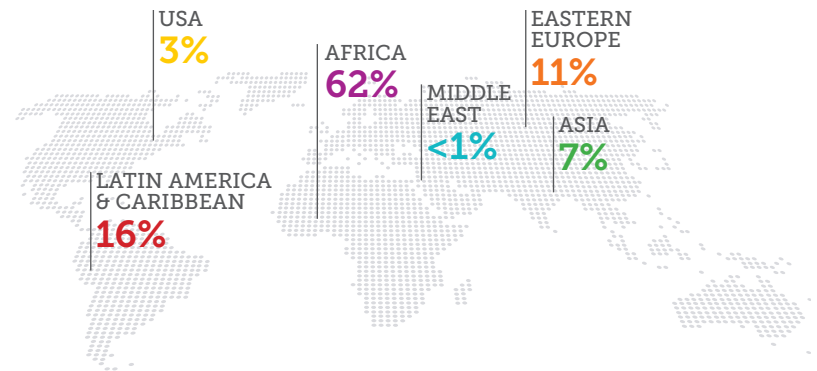 USA
3%
AFRICA
62%
EASTERN
EUROPE
11%
MIDDLE
EAST
<1%
ASIA
7%
LATIN AMERICA
& CARIBBEAN
16%